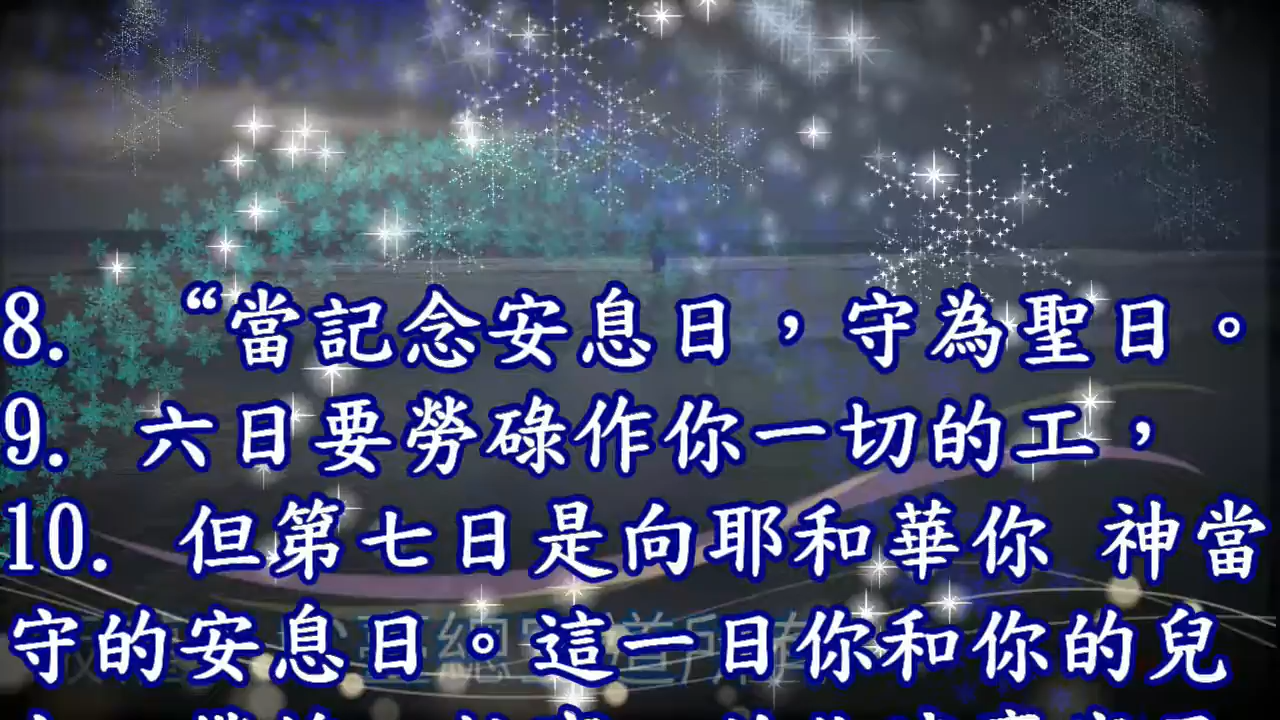 8. “當記念安息日，守為聖日。
9. 六日要勞碌作你一切的工，
10. 但第七日是向耶和華你 神當
守的安息日。這一日你和你的兒